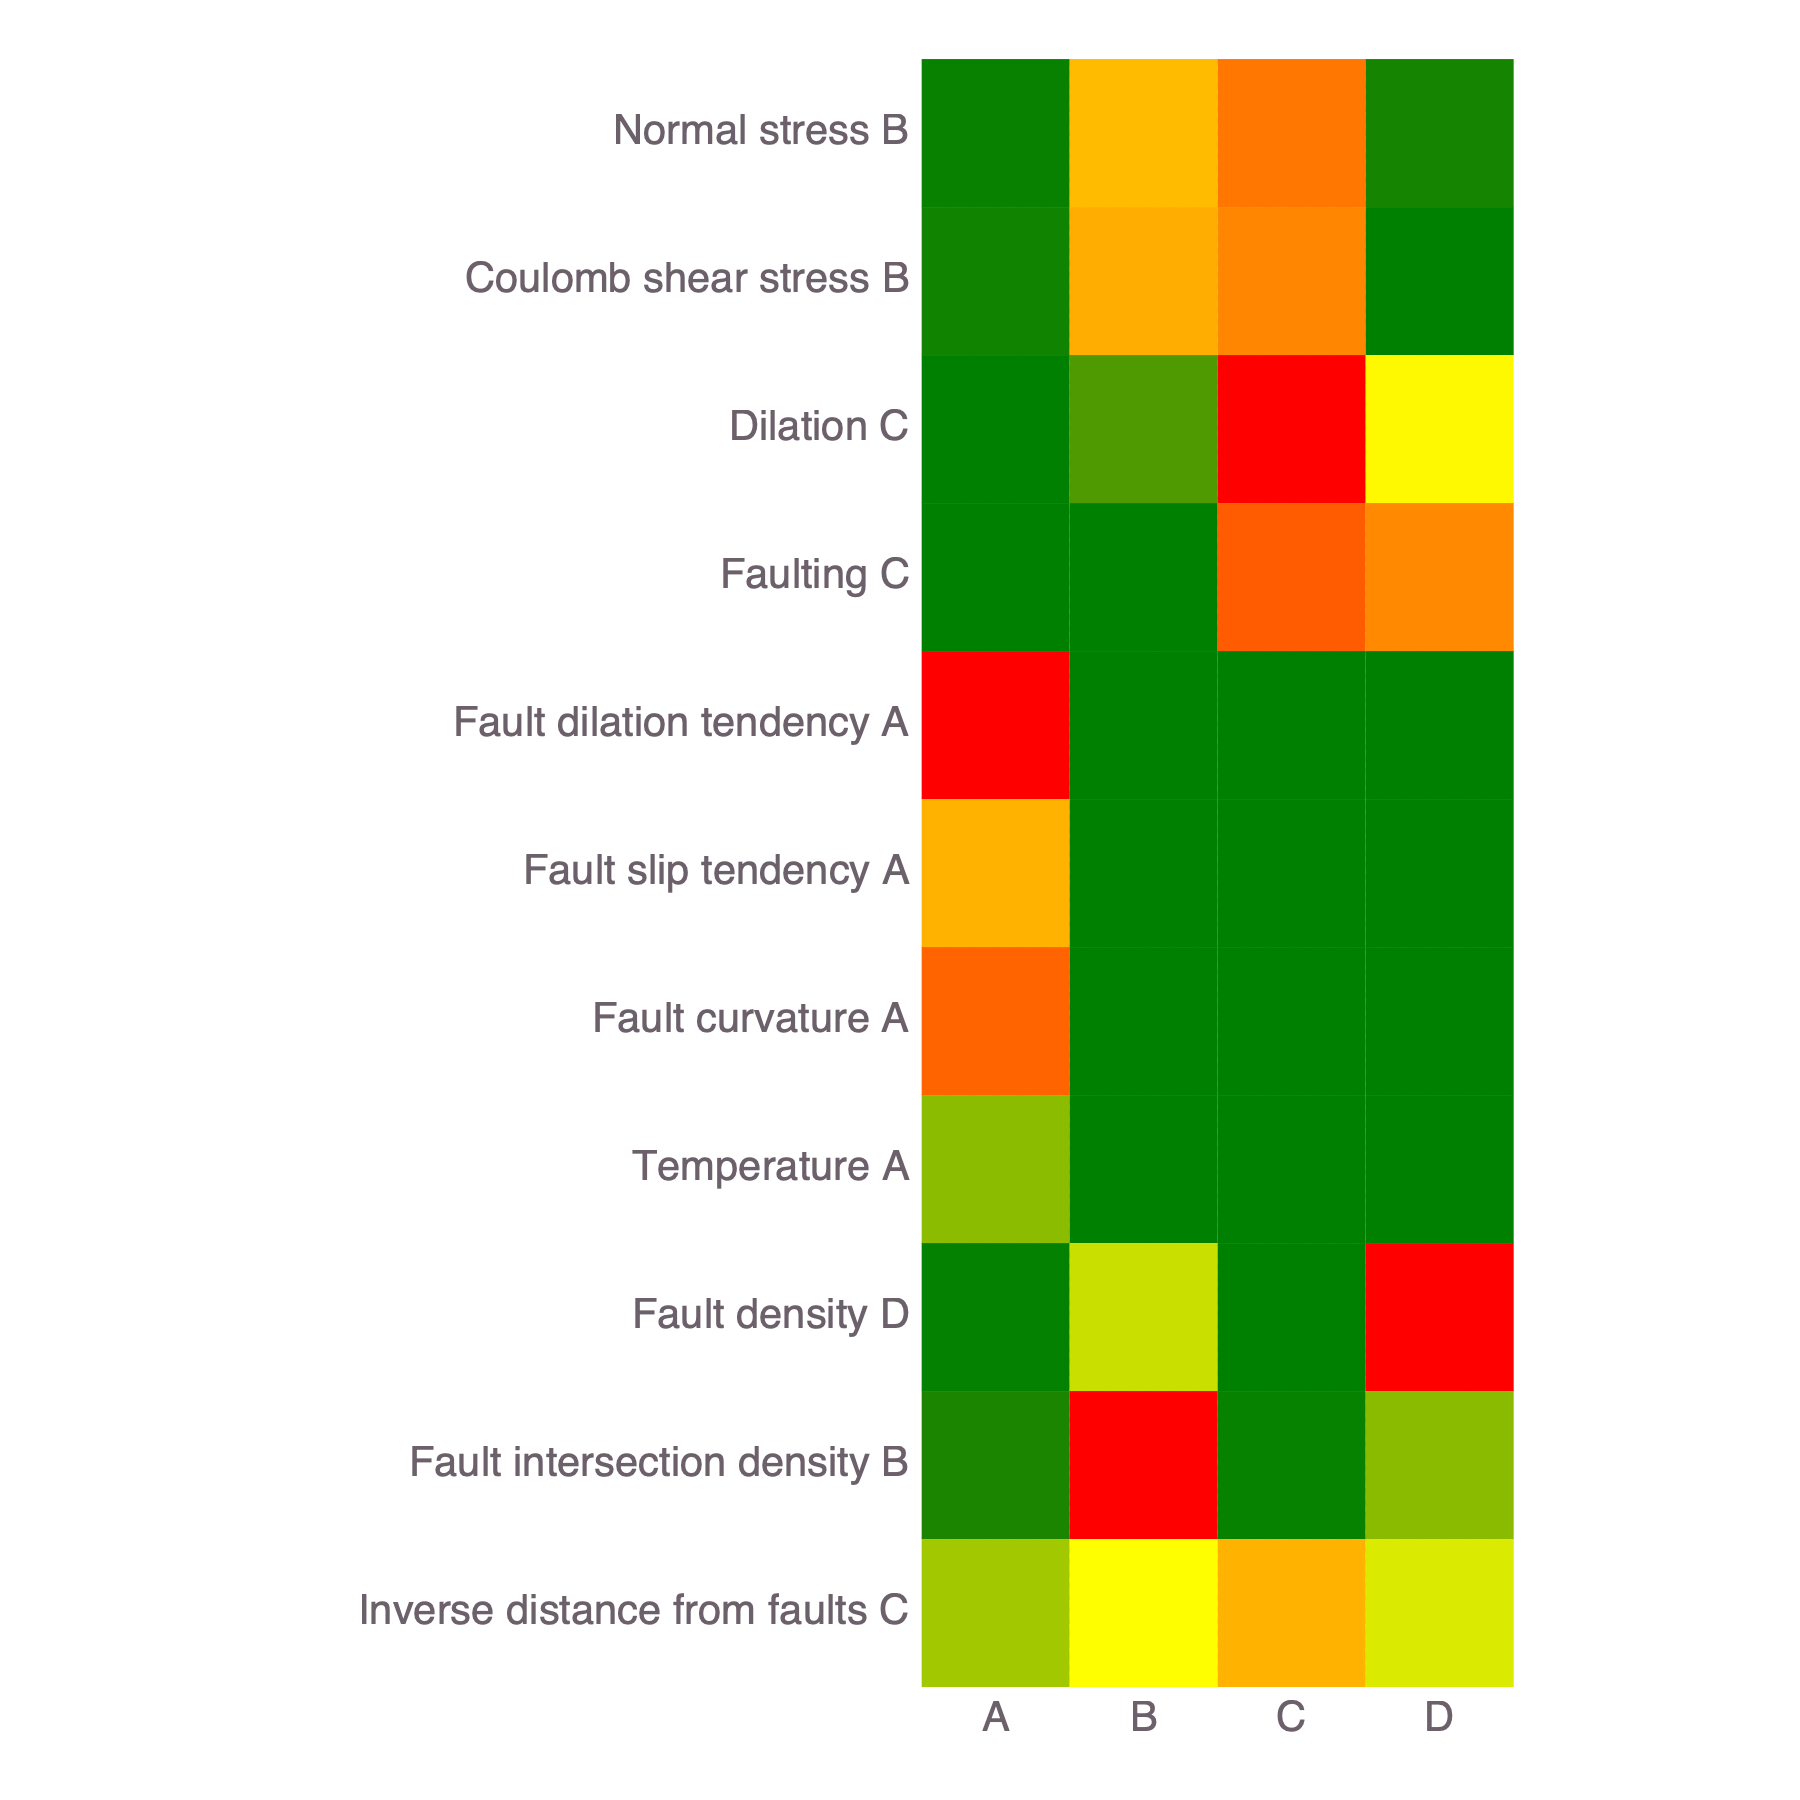 Normal stress B
Coulomb shear stress B
Dilation C
Faulting C
Fault dilation tendency A
Fault slip tendency A
Fault curvature A
Temperature A
Fault density D
Fault intersection density B
Inverse distance from faults C
A B C D